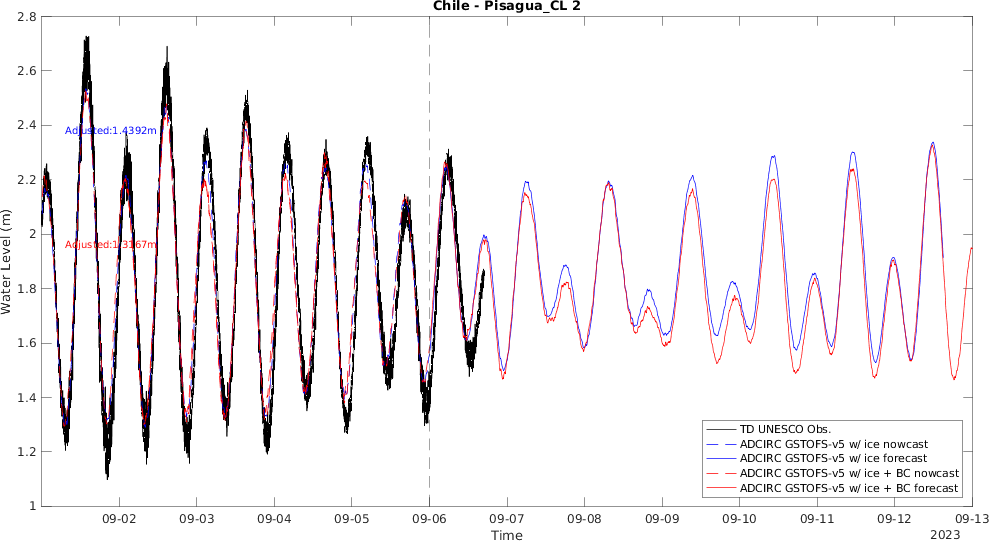 Chile - Pisagua_CL 2
2.8
2.6
2.4
2.2
2
1.8
1.6
1.4
1.2
1
Water Level (m)
Adjusted:1.4392m
Adjusted:1.3167m
TD UNESCO Obs.
ADCIRC GSTOFS-v5 w/ ice nowcast
ADCIRC GSTOFS-v5 w/ ice forecast
ADCIRC GSTOFS-v5 w/ ice + BC nowcast
ADCIRC GSTOFS-v5 w/ ice + BC forecast
09-02 09-03 09-04 09-05 09-06 09-07 09-08 09-09 09-10 09-11 09-12 09-13
Time
2023